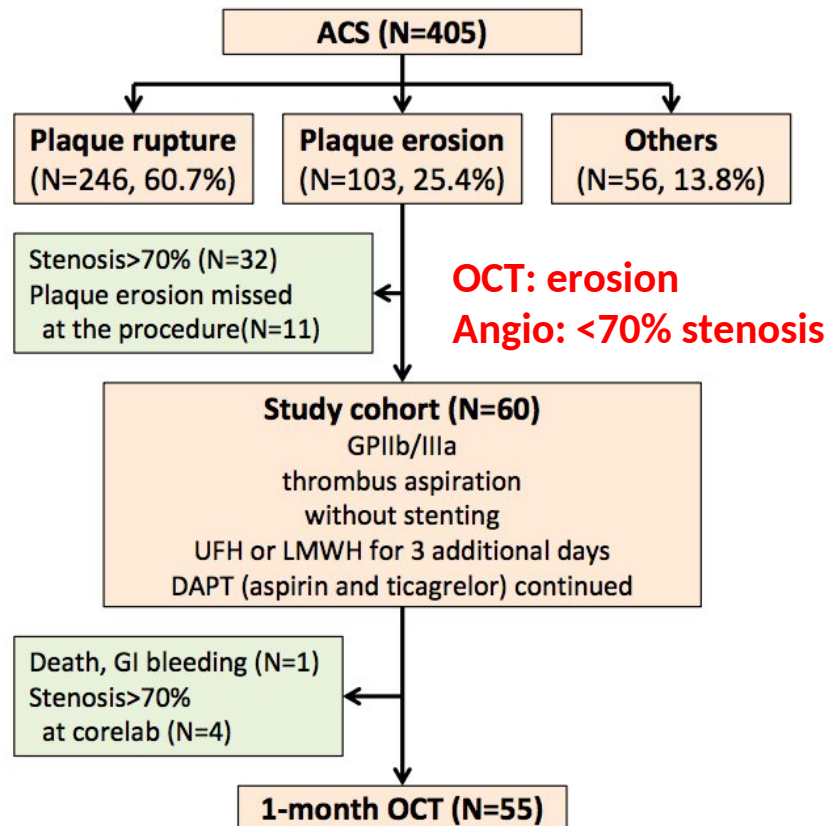 ACS (N=405)
Plaque rupture
(N=246, 60.7%)
Plaque erosion
(N=103, 25.4%)
Others
(N=56, 13.8%)
Stenosis>70% (N=32)
Plaque erosion missed
at the procedure(N=11)
OCT: erosion
Angio: <70% stenosis
Study cohort (N=60)
GPIIb/IIIa
thrombus aspiration
without stenting
UFH or LMWH for 3 additional days
DAPT (aspirin and ticagrelor) continued
Death, GI bleeding (N=1)
Stenosis>70%
at corelab (N=4)
1-month OCT (N=55)